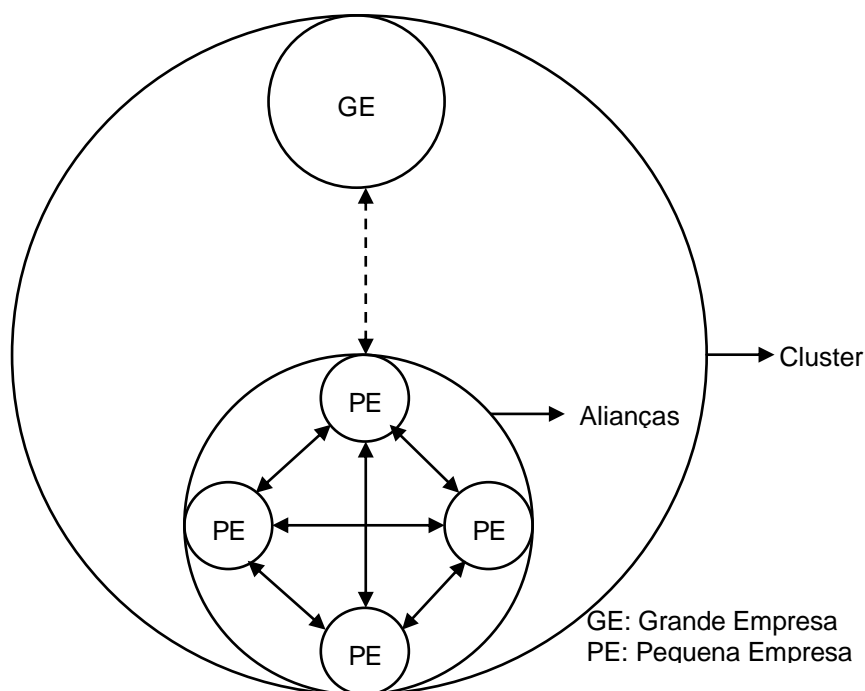 GE
Cluster
PE
Alianças
PE
PE
PE
GE: Grande Empresa
PE: Pequena Empresa